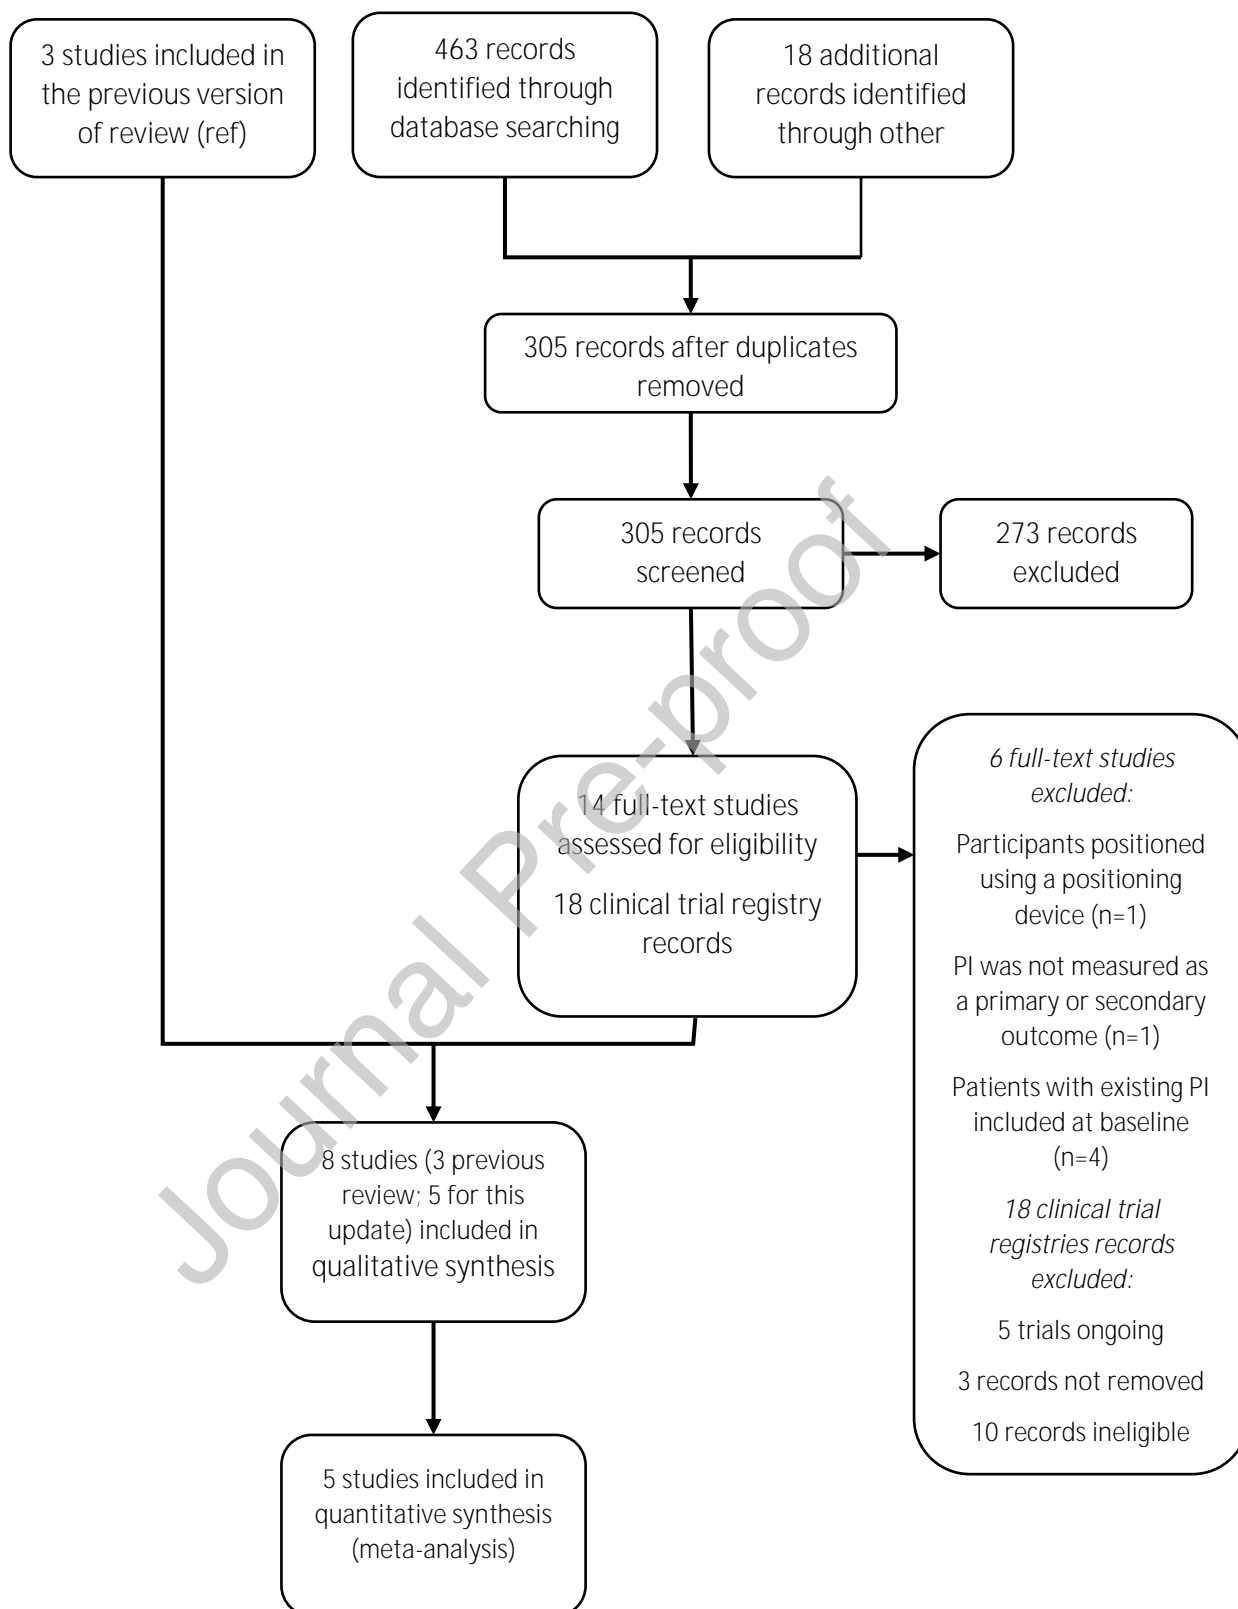 3 studies included in
the previous version
of review (ref)
463 records
identified through
database searching
18 additional
records identified
through other
305 records after duplicates
removed
305 records
screened
273 records
excluded
14 full-text studies
assessed for eligibility
18 clinical trial registry
records
6 full-text studies
excluded:
Participants positioned
using a positioning
device (n=1)
PI was not measured as
a primary or secondary
outcome (n=1)
Patients with existing PI
included at baseline
(n=4)
18 clinical trial
registries records
excluded:
5 trials ongoing
3 records not removed
10 records ineligible
8 studies (3 previous
review; 5 for this
update) included in
qualitative synthesis
5 studies included in
quantitative synthesis
(meta-analysis)
Journal Pre-proof